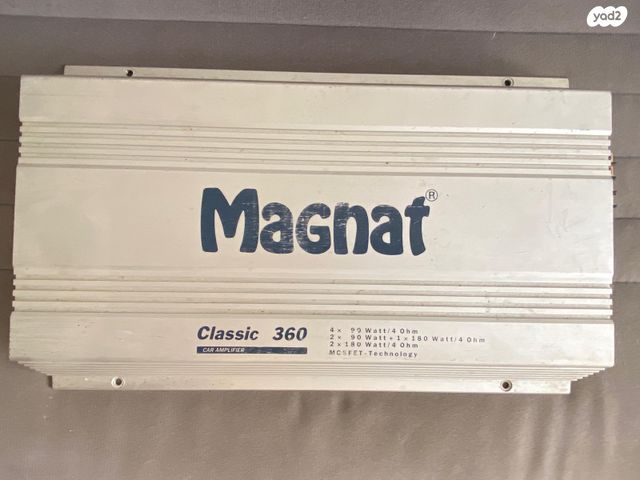 yad2
Magnat®
Classic 360
CAR AMPLIFIER
4 x 90 Watt/4 Ohm
2 x 90 Watt + 1 x 180 Watt/4 Ohm
2 x 180 Watt/4 Ohm
MOSFET-Technology